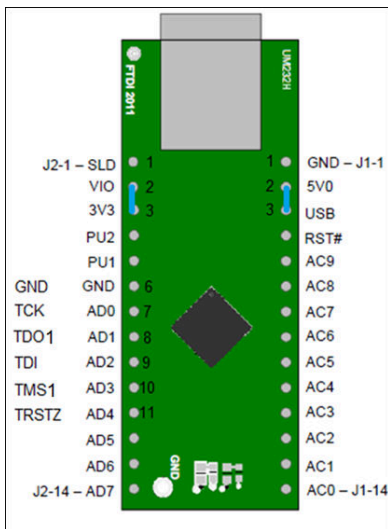 FTDI 2011
UM232H
J2-1 – SLD 1 1 GND – J1-1
VIO 2 2 5V0
3V3 3 3 USB
PU2 RST#
PU1 AC9
GND GND 6 AC8
TCK AD0 7 AC7
TDO1 AD1 8 AC6
TDI AD2 9 AC5
TMS1 AD3 10 AC4
TRSTZ AD4 11 AC3
AD5 AC2
AD6 AC1
GND
J2-14 – AD7 AC0 – J1-14